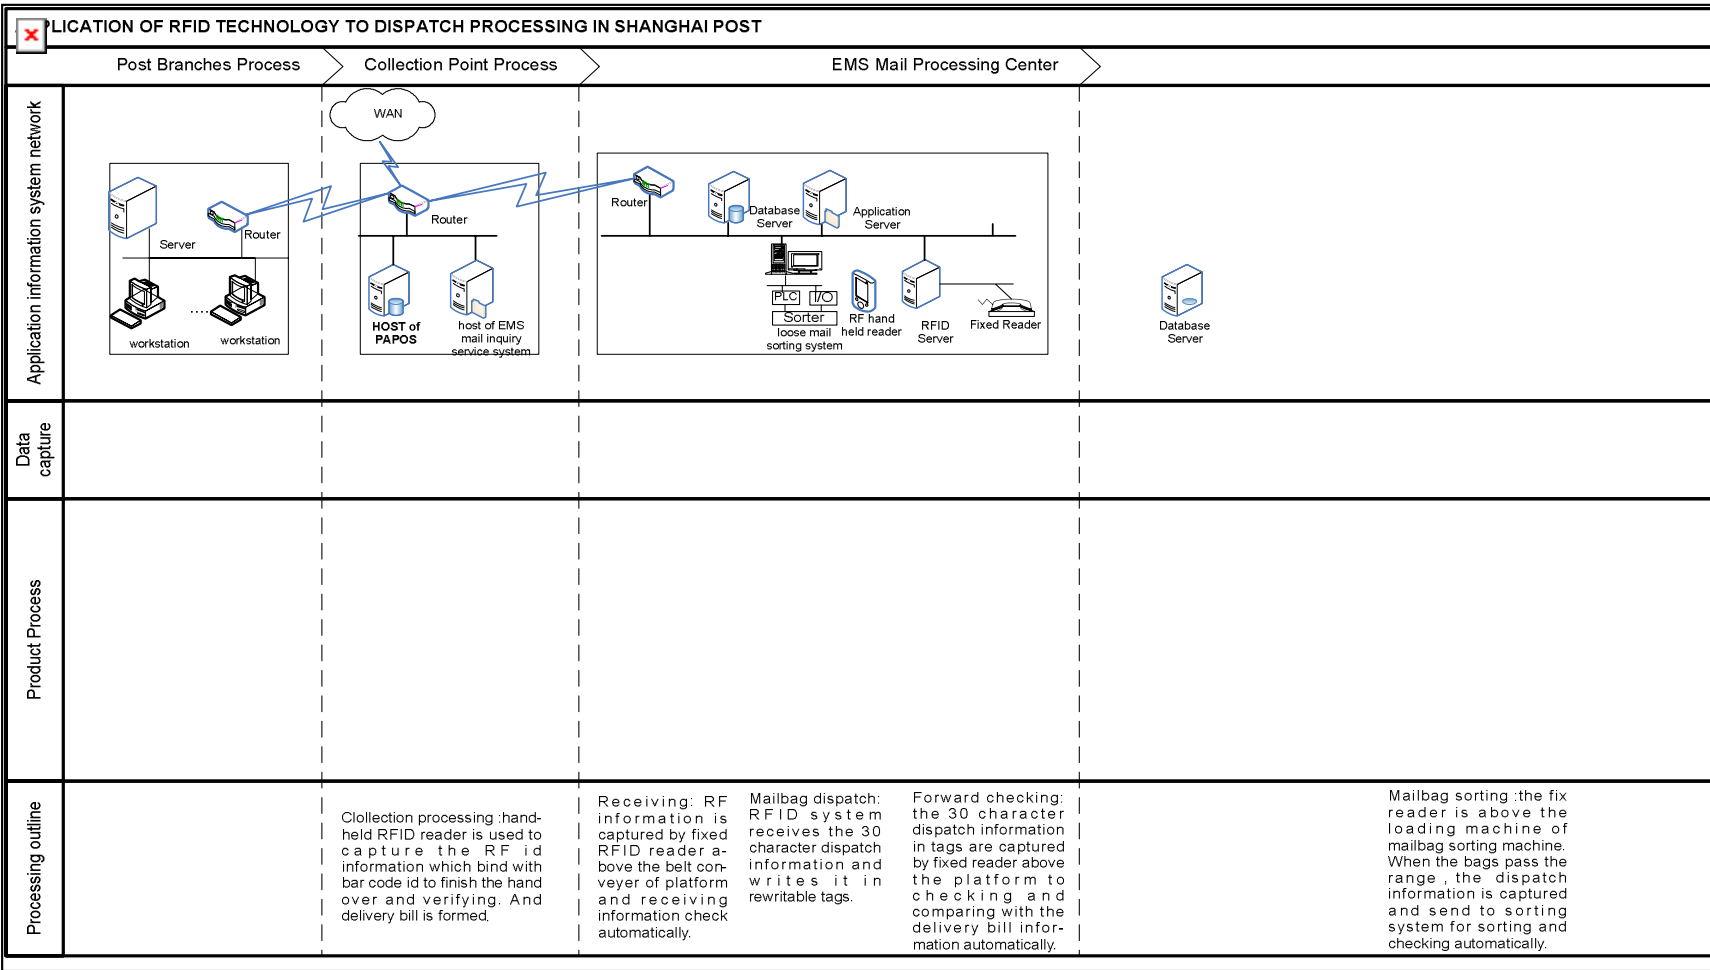 PLICATION OF RFID TECHNOLOGY TO DISPATCH PROCESSING IN SHANGHAI POST
Post Branches Process
Collection Point Process
EMS Mail Processing Center
Application information system network
WAN
Server
Router
workstation
.....
workstation
Router
HOST of
PAPOS
host of EMS
mail inquiry
service system
Router
Database
Server
Application
Server
PLC
I/O
Sorter
loose mail
sorting system
RF hand
held reader
RFID
Server
Fixed Reader
Database
Server
Data
capture
Product Process
Processing outline
Clollection processing :hand-
held RFID reader is used to
capture the RF id
information which bind with
bar code id to finish the hand
over and verifying. And
delivery bill is formed.
Receiving: RF
information is
captured by fixed
RFID reader a-
bove the belt con-
veyer of platform
and receiving
information check
automatically.
Mailbag dispatch:
RFID system
receives the 30
character dispatch
information and
writes it in
rewritable tags.
Forward checking:
the 30 character
dispatch information
in tags are captured
by fixed reader above
the platform to
checking and
comparing with the
delivery bill infor-
mation automatically.
Mailbag sorting :the fix
reader is above the
loading machine of
mailbag sorting machine.
When the bags pass the
range , the dispatch
information is captured
and send to sorting
system for sorting and
checking automatically.